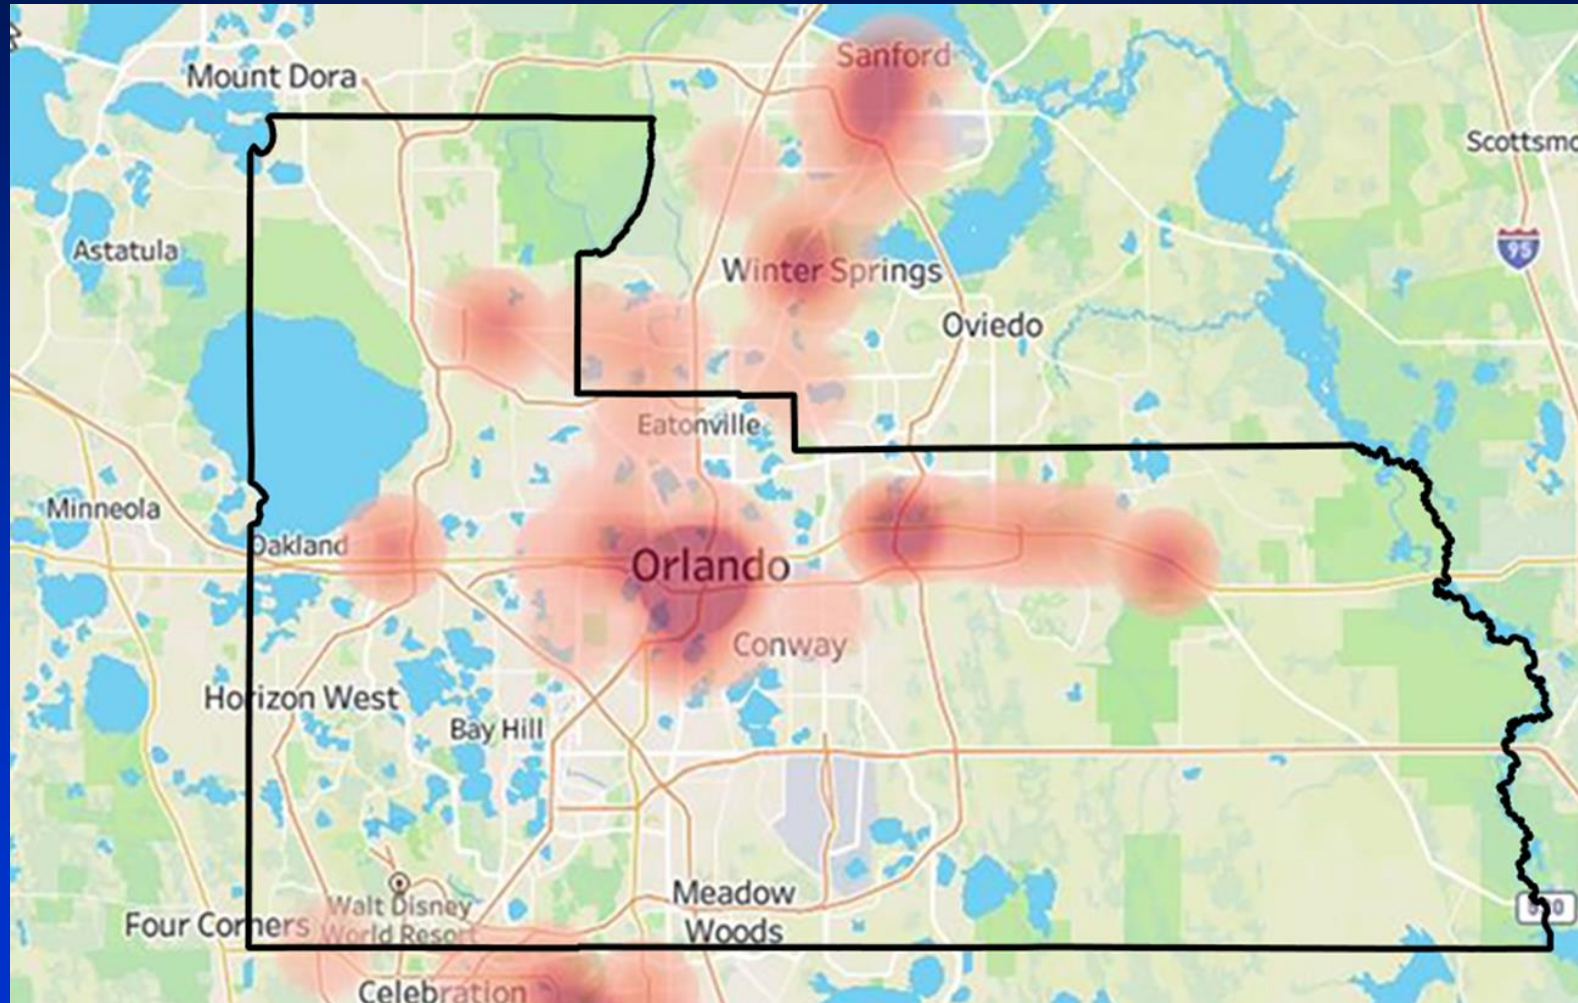 Sanford
Mount Dora
Scottsmo
Astatula
95
Winter Springs
Oviedo
Eatonville
Minneola
Oakland
Orlando
Conway
Horizon West
Bay Hill
Walt Disney
World Resort
Meadow
Woods
Four Corners
Celebration